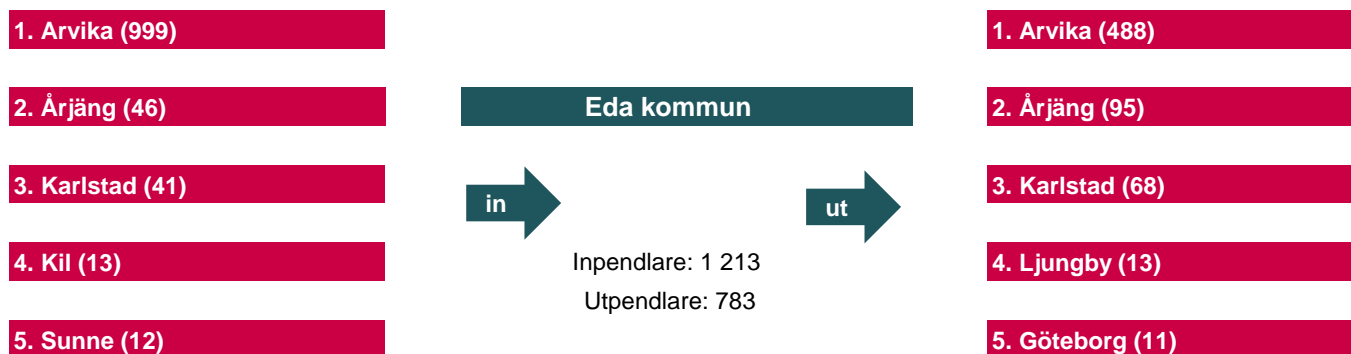 1. Arvika (999)
2. Årjäng (46)
3. Karlstad (41)
4. Kil (13)
5. Sunne (12)
Eda kommun
in
ut
Inpendlare: 1 213
Utpendlare: 783
1. Arvika (488)
2. Årjäng (95)
3. Karlstad (68)
4. Ljungby (13)
5. Göteborg (11)